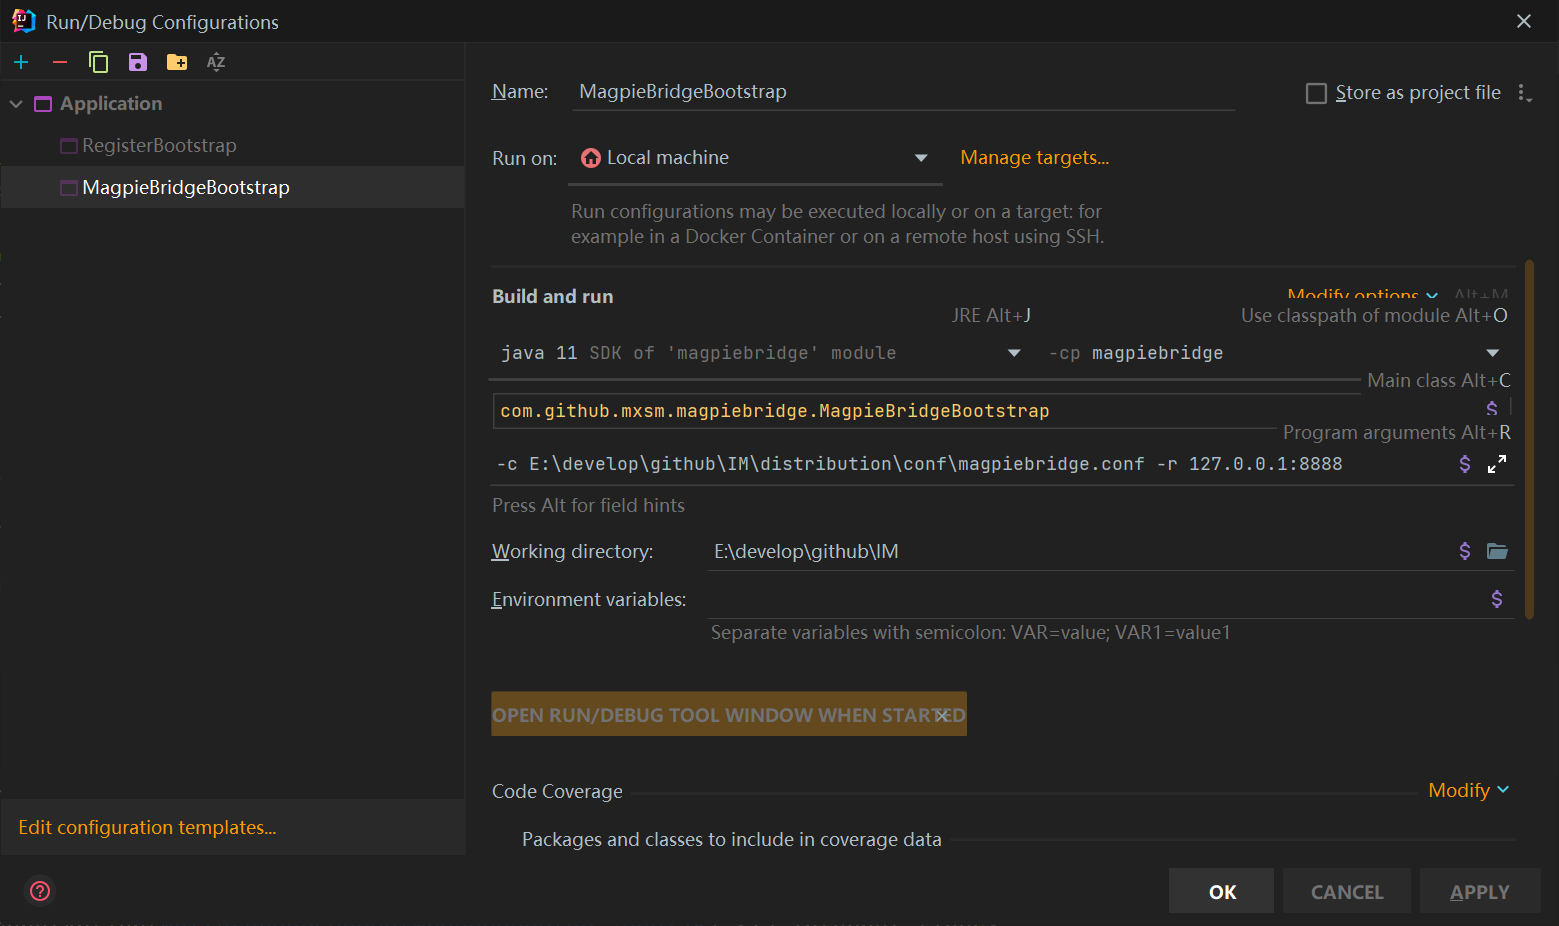 Run/Debug Configurations
Application
RegisterBootstrap
MagpieBridgeBootstrap
Edit configuration templates...
Name: MagpieBridgeBootstrap Store as project file
Run on: Local machine Manage targets...
Run configurations may be executed locally or on a target: for
example in a Docker Container or on a remote host using SSH.
Build and run Modify options Alt+M
JRE Alt+J Use classpath of module Alt+O
java 11 SDK of 'magpiebridge' module -cp magpiebridge
Main class Alt+C
com.github.mxsm.magpiebridge.MagpieBridgeBootstrap
Program arguments Alt+R
-c E:\develop\github\IM\distribution\conf\magpiebridge.conf -r 127.0.0.1:8888
Press Alt for field hints
Working directory: E:\develop\github\IM
Environment variables:
Separate variables with semicolon: VAR=value; VAR1=value1
OPEN RUN/DEBUG TOOL WINDOW WHEN STARTED
Code Coverage Modify
Packages and classes to include in coverage data
OK CANCEL APPLY